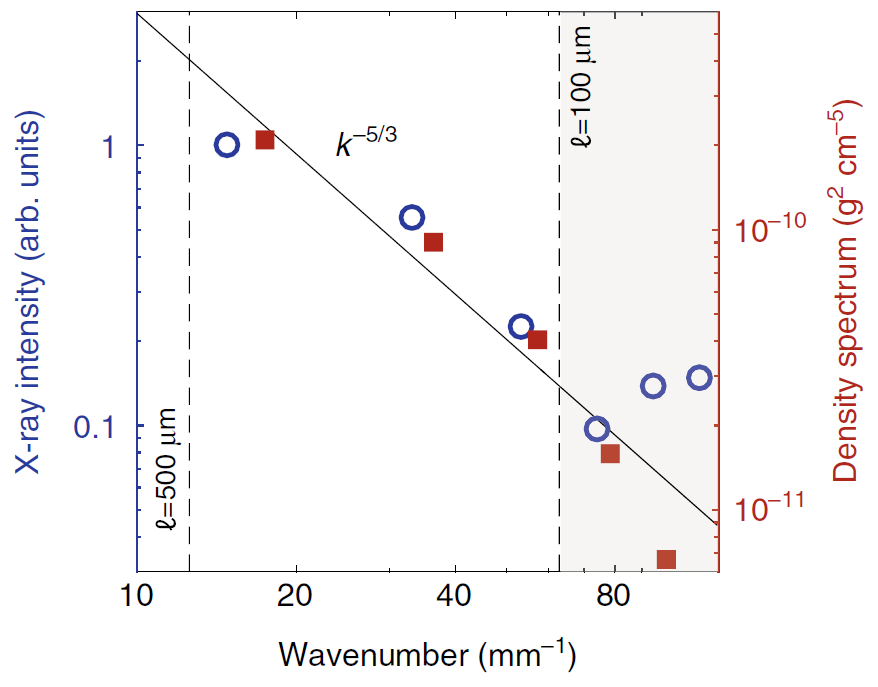 X-ray intensity (arb. units)
1
0.1
k⁻⁵/³
ℓ=500 μm
ℓ=100 μm
10⁻¹⁰
10⁻¹¹
Density spectrum (g² cm⁻⁵)
10 20 40 80
Wavenumber (mm⁻¹)